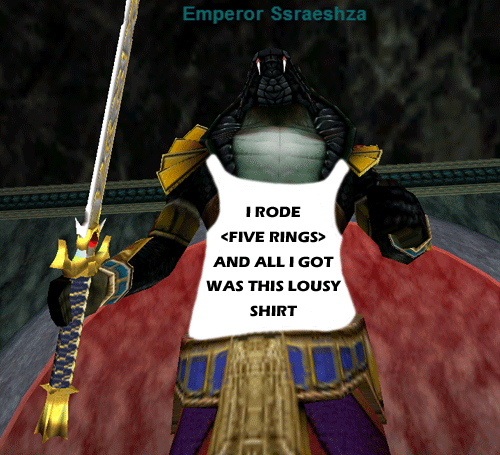 Emperor Ssraeshza
I RODE
<FIVE RINGS>
AND ALL I GOT
WAS THIS LOUSY
SHIRT